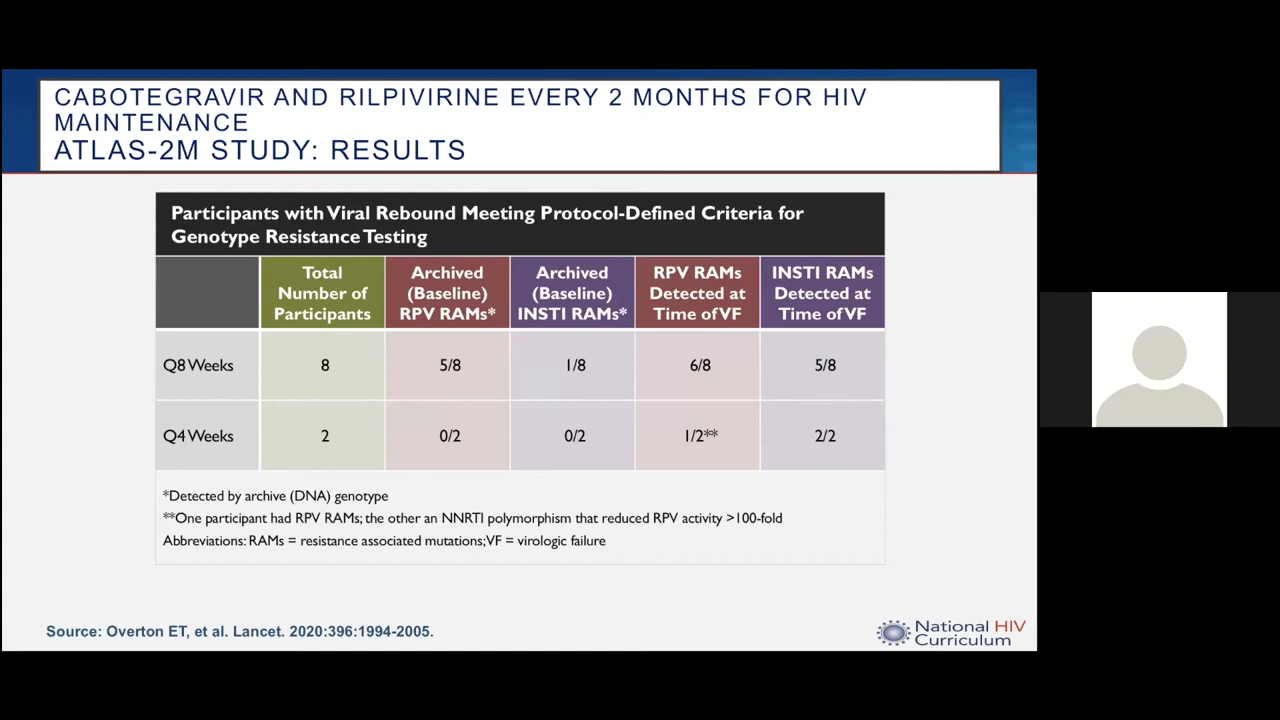 CABOTEGRAVIR AND RILPIVIRINE EVERY 2 MONTHS FOR HIV
MAINTENANCE
ATLAS-2M STUDY: RESULTS
Participants with Viral Rebound Meeting Protocol-Defined Criteria for
Genotype Resistance Testing
Total
Number of
Participants
Archived
(Baseline)
RPV RAMs*
Archived
(Baseline)
INSTI RAMs*
RPV RAMs
Detected at
Time of VF
INSTI RAMs
Detected at
Time of VF
Q8 Weeks 8 5/8 1/8 6/8 5/8
Q4 Weeks 2 0/2 0/2 1/2** 2/2
*Detected by archive (DNA) genotype
**One participant had RPV RAMs; the other an NNRTI polymorphism that reduced RPV activity >100-fold
Abbreviations: RAMs = resistance associated mutations; VF = virologic failure
Source: Overton ET, et al. Lancet. 2020:396:1994-2005.
National HIV
Curriculum